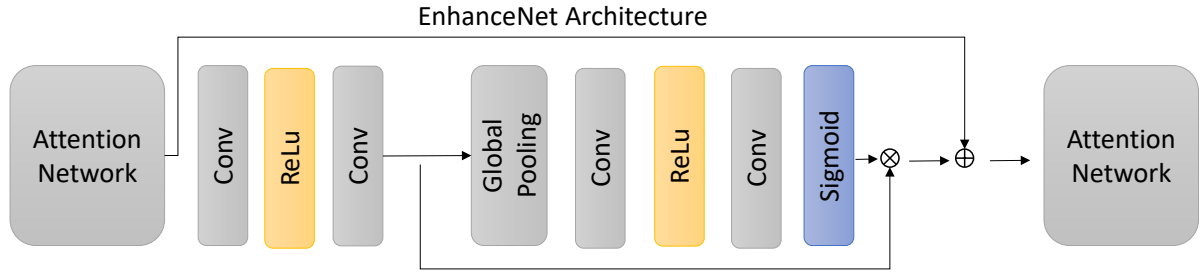 EnhanceNet Architecture
Attention
Network
Conv
ReLu
Conv
Global
Pooling
Conv
ReLu
Conv
Sigmoid
Attention
Network